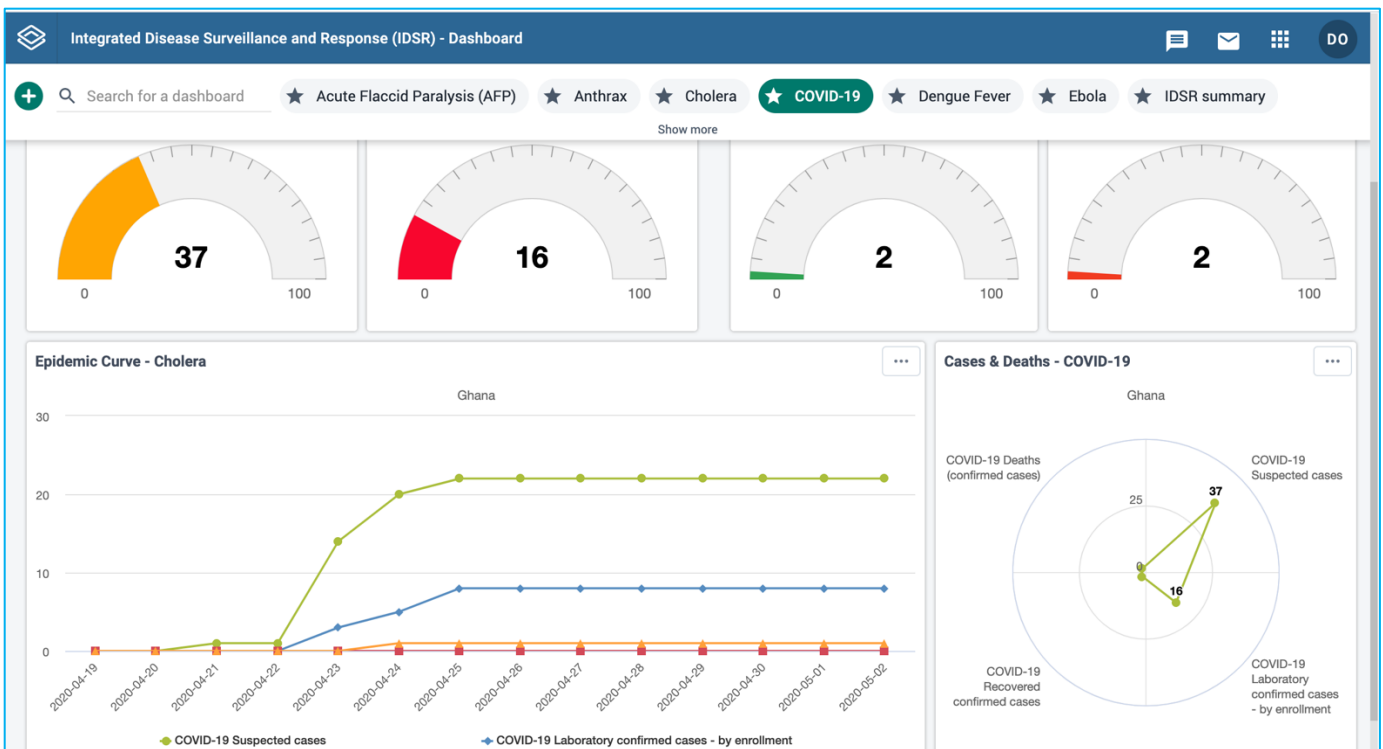 Integrated Disease Surveillance and Response (IDSR) - Dashboard
DO
Search for a dashboard
Acute Flaccid Paralysis (AFP)
Anthrax
Cholera
COVID-19
Dengue Fever
Ebola
IDSR summary
Show more
37
0
100
16
0
100
2
0
100
2
0
100
Epidemic Curve - Cholera
Ghana
30
20
10
0
2020-04-19
2020-04-20
2020-04-21
2020-04-22
2020-04-23
2020-04-24
2020-04-25
2020-04-26
2020-04-27
2020-04-28
2020-04-29
2020-04-30
2020-05-01
2020-05-02
COVID-19 Suspected cases
COVID-19 Laboratory confirmed cases - by enrollment
Cases & Deaths - COVID-19
Ghana
COVID-19 Deaths
(confirmed cases)
COVID-19
Suspected cases
37
25
0
16
COVID-19
Recovered
confirmed cases
COVID-19
Laboratory
confirmed cases
- by enrollment